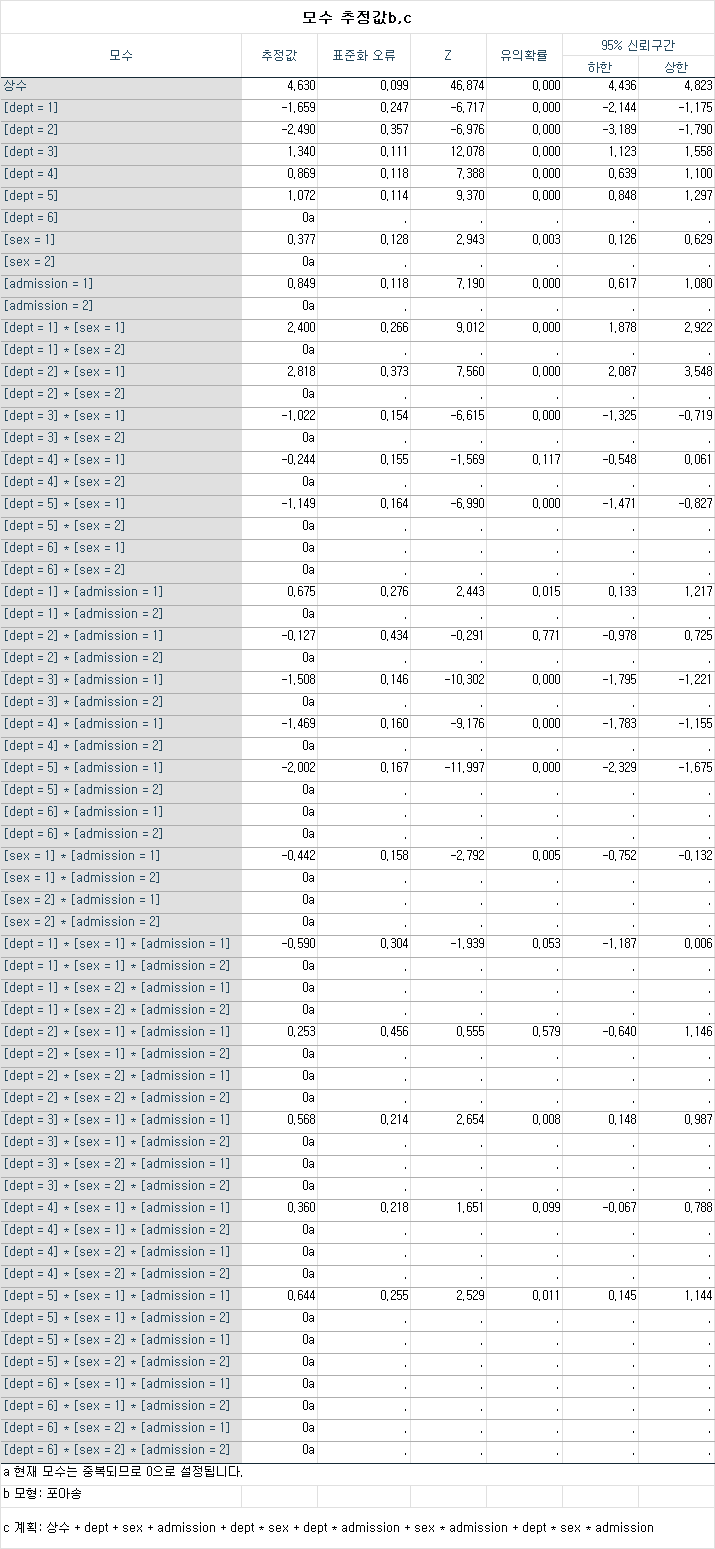 모수 추정값b,c
모수 추정값 표준화 오류 Z 유의확률 95% 신뢰구간
하한 상한
상수 4,630 0,099 46,874 0,000 4,436 4,823
[dept = 1] -1,659 0,247 -6,717 0,000 -2,144 -1,175
[dept = 2] -2,490 0,357 -6,976 0,000 -3,189 -1,790
[dept = 3] 1,340 0,111 12,078 0,000 1,123 1,558
[dept = 4] 0,869 0,118 7,388 0,000 0,639 1,100
[dept = 5] 1,072 0,114 9,370 0,000 0,848 1,297
[dept = 6] 0a . . . . .
[sex = 1] 0,377 0,128 2,943 0,003 0,126 0,629
[sex = 2] 0a . . . . .
[admission = 1] 0,849 0,118 7,190 0,000 0,617 1,080
[admission = 2] 0a . . . . .
[dept = 1] * [sex = 1] 2,400 0,266 9,012 0,000 1,878 2,922
[dept = 1] * [sex = 2] 0a . . . . .
[dept = 2] * [sex = 1] 2,818 0,373 7,560 0,000 2,087 3,548
[dept = 2] * [sex = 2] 0a . . . . .
[dept = 3] * [sex = 1] -1,022 0,154 -6,615 0,000 -1,325 -0,719
[dept = 3] * [sex = 2] 0a . . . . .
[dept = 4] * [sex = 1] -0,244 0,155 -1,569 0,117 -0,548 0,061
[dept = 4] * [sex = 2] 0a . . . . .
[dept = 5] * [sex = 1] -1,149 0,164 -6,990 0,000 -1,471 -0,827
[dept = 5] * [sex = 2] 0a . . . . .
[dept = 6] * [sex = 1] 0a . . . . .
[dept = 6] * [sex = 2] 0a . . . . .
[dept = 1] * [admission = 1] 0,675 0,276 2,443 0,015 0,133 1,217
[dept = 1] * [admission = 2] 0a . . . . .
[dept = 2] * [admission = 1] -0,127 0,434 -0,291 0,771 -0,978 0,725
[dept = 2] * [admission = 2] 0a . . . . .
[dept = 3] * [admission = 1] -1,508 0,146 -10,302 0,000 -1,795 -1,221
[dept = 3] * [admission = 2] 0a . . . . .
[dept = 4] * [admission = 1] -1,469 0,160 -9,176 0,000 -1,783 -1,155
[dept = 4] * [admission = 2] 0a . . . . .
[dept = 5] * [admission = 1] -2,002 0,167 -11,997 0,000 -2,329 -1,675
[dept = 5] * [admission = 2] 0a . . . . .
[dept = 6] * [admission = 1] 0a . . . . .
[dept = 6] * [admission = 2] 0a . . . . .
[sex = 1] * [admission = 1] -0,442 0,158 -2,792 0,005 -0,752 -0,132
[sex = 1] * [admission = 2] 0a . . . . .
[sex = 2] * [admission = 1] 0a . . . . .
[sex = 2] * [admission = 2] 0a . . . . .
[dept = 1] * [sex = 1] * [admission = 1] -0,590 0,304 -1,939 0,053 -1,187 0,006
[dept = 1] * [sex = 1] * [admission = 2] 0a . . . . .
[dept = 1] * [sex = 2] * [admission = 1] 0a . . . . .
[dept = 1] * [sex = 2] * [admission = 2] 0a . . . . .
[dept = 2] * [sex = 1] * [admission = 1] 0,253 0,456 0,555 0,579 -0,640 1,146
[dept = 2] * [sex = 1] * [admission = 2] 0a . . . . .
[dept = 2] * [sex = 2] * [admission = 1] 0a . . . . .
[dept = 2] * [sex = 2] * [admission = 2] 0a . . . . .
[dept = 3] * [sex = 1] * [admission = 1] 0,568 0,214 2,654 0,008 0,148 0,987
[dept = 3] * [sex = 1] * [admission = 2] 0a . . . . .
[dept = 3] * [sex = 2] * [admission = 1] 0a . . . . .
[dept = 3] * [sex = 2] * [admission = 2] 0a . . . . .
[dept = 4] * [sex = 1] * [admission = 1] 0,360 0,218 1,651 0,099 -0,067 0,788
[dept = 4] * [sex = 1] * [admission = 2] 0a . . . . .
[dept = 4] * [sex = 2] * [admission = 1] 0a . . . . .
[dept = 4] * [sex = 2] * [admission = 2] 0a . . . . .
[dept = 5] * [sex = 1] * [admission = 1] 0,644 0,255 2,529 0,011 0,145 1,144
[dept = 5] * [sex = 1] * [admission = 2] 0a . . . . .
[dept = 5] * [sex = 2] * [admission = 1] 0a . . . . .
[dept = 5] * [sex = 2] * [admission = 2] 0a . . . . .
[dept = 6] * [sex = 1] * [admission = 1] 0a . . . . .
[dept = 6] * [sex = 1] * [admission = 2] 0a . . . . .
[dept = 6] * [sex = 2] * [admission = 1] 0a . . . . .
[dept = 6] * [sex = 2] * [admission = 2] 0a . . . . .
a 현재 모수는 중복되므로 0으로 설정됩니다.
b 모형: 포아송
c 계획: 상수 + dept + sex + admission + dept * sex + dept * admission + sex * admission + dept * sex * admission